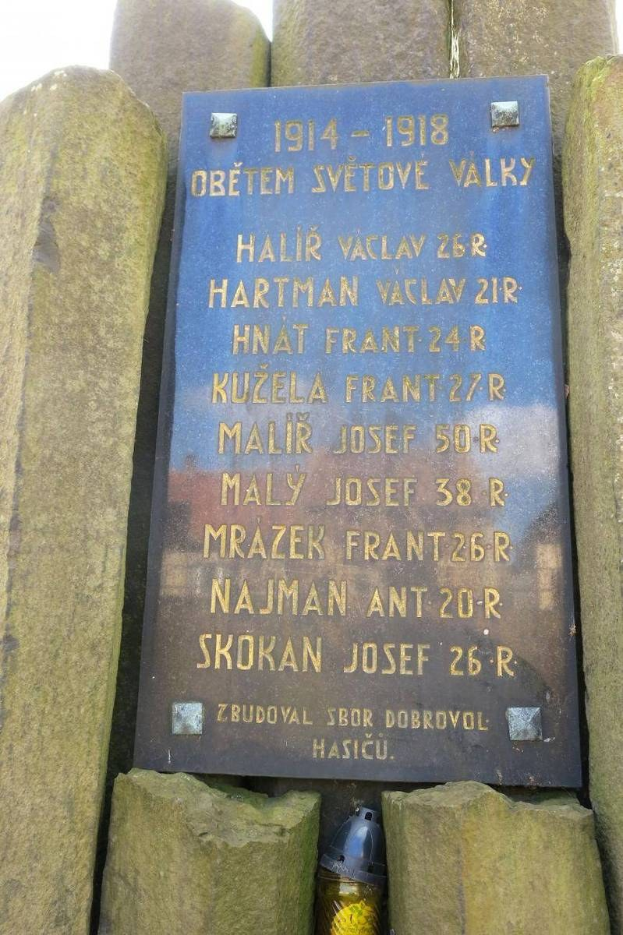 1914 – 1918
OBĚTEM SVĚTOVÉ VÁLKY
HALÍŘ VÁCLAV 26·R·
HARTMAN VÁCLAV 21·R·
HNÁT FRANT· 24 R
KUŽELA FRANT· 27·R
MALÍŘ JOSEF 50·R·
MALÝ JOSEF 38·R·
MRÁZEK FRANT· 26·R·
NAJMAN ANT· 20·R·
SKOKAN JOSEF 26·R·
ZBUDOVAL SBOR DOBROVOL·
HASIČŮ.